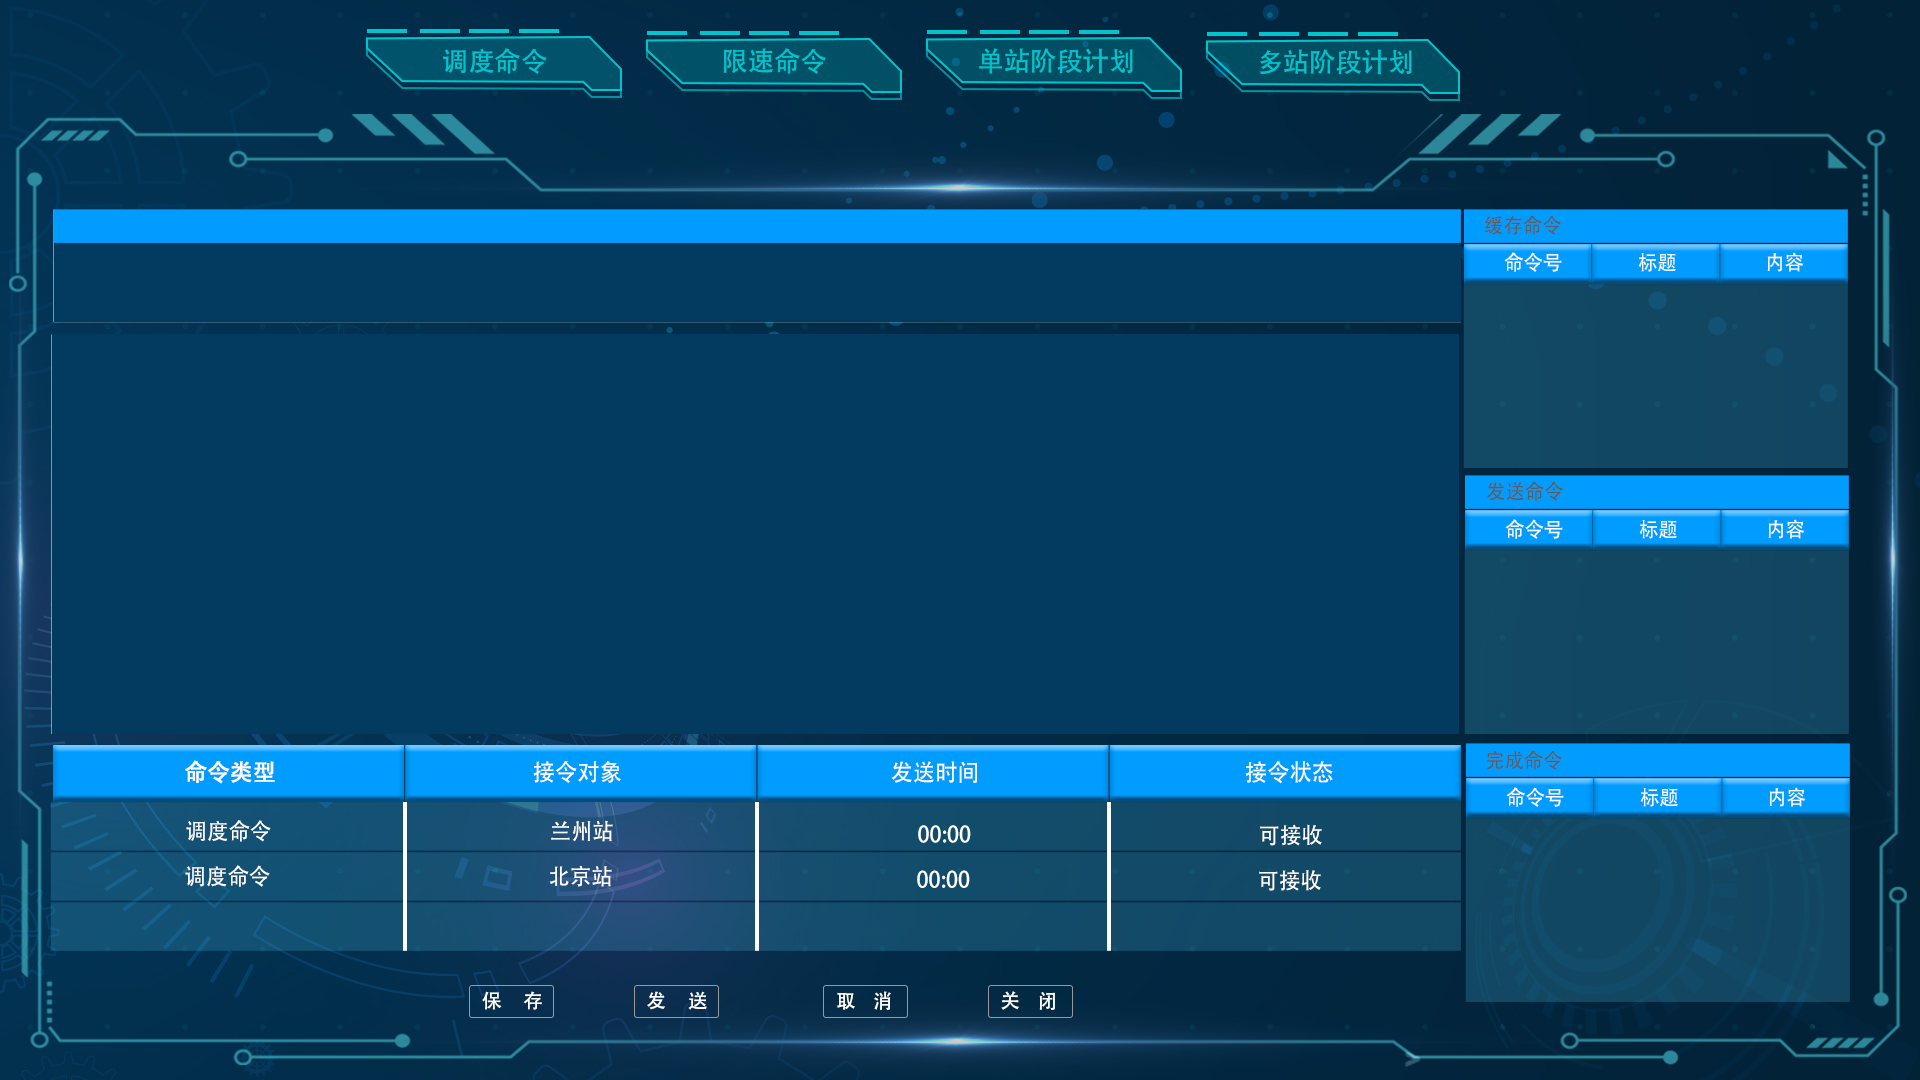 调度命令 限速命令 单站阶段计划 多站阶段计划
缓存命令
命令号 标题 内容
发送命令
命令号 标题 内容
完成命令
命令号 标题 内容
命令类型 接令对象 发送时间 接令状态
调度命令 兰州站 00:00 可接收
调度命令 北京站 00:00 可接收
保 存 发 送 取 消 关 闭